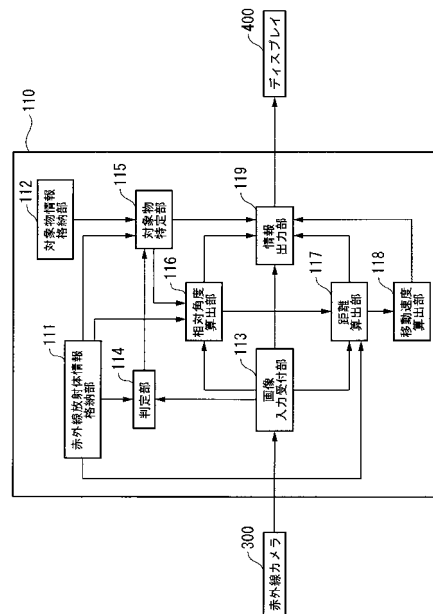 110
111
赤外線放射体情報
格納部
112
対象物情報
格納部
114
判定部
115
対象物
特定部
116
相対角度
算出部
300
赤外線カメラ
113
画像
入力受付部
119
情報
出力部
400
ディスプレイ
117
距離
算出部
118
移動速度
算出部